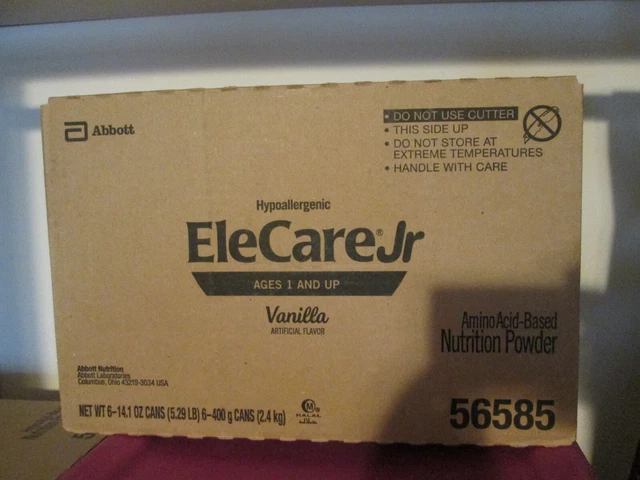 Abbott
• DO NOT USE CUTTER
• THIS SIDE UP
• DO NOT STORE AT
EXTREME TEMPERATURES
• HANDLE WITH CARE
Hypoallergenic
EleCare® Jr
AGES 1 AND UP
Vanilla
ARTIFICIAL FLAVOR
Amino Acid-Based
Nutrition Powder
Abbott Nutrition
Abbott Laboratories
Columbus, Ohio 43219-3034 USA
NET WT 6-14.1 OZ CANS (5.29 LB) 6-400 g CANS (2.4 kg)
M
HALAL
56585